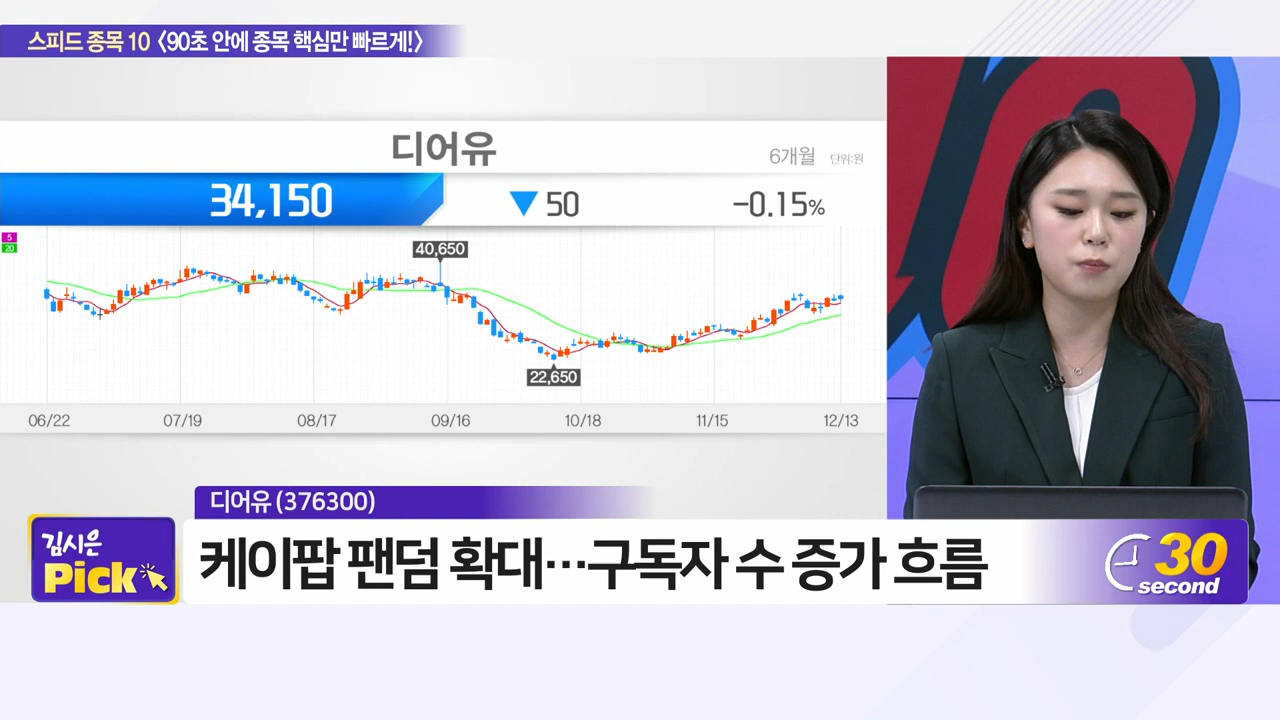 스피드 종목 10 〈90초 안에 종목 핵심만 빠르게!〉
디어유
6개월 단위:원
34,150 ▼50 -0.15%
5
20
40,650
22,650
06/22 07/19 08/17 09/16 10/18 11/15 12/13
디어유 (376300)
김시은
Pick
케이팝 팬덤 확대…구독자 수 증가 흐름
30
second